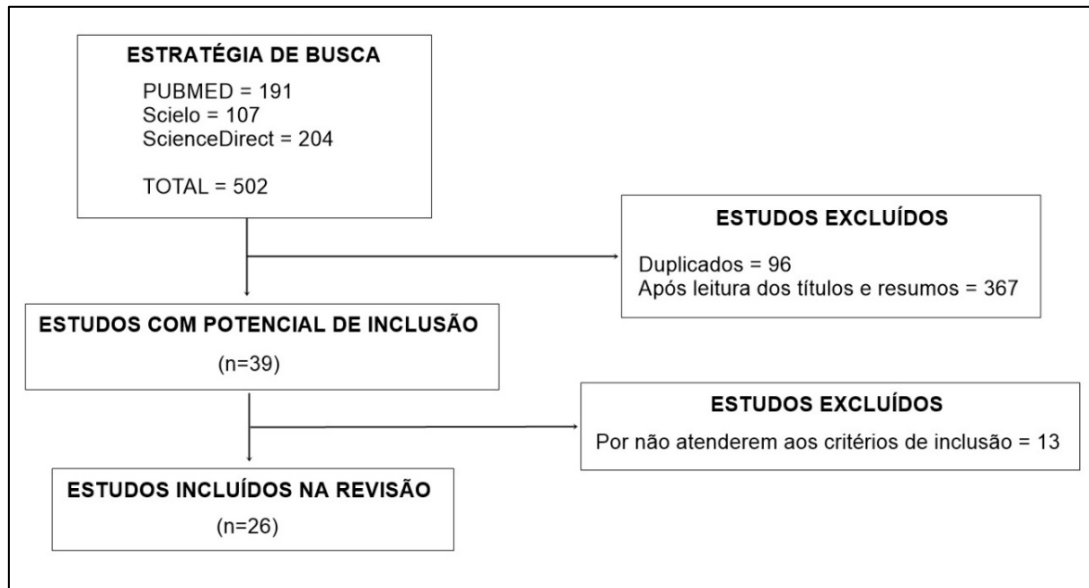 ESTRATÉGIA DE BUSCA
PUBMED = 191
Scielo = 107
ScienceDirect = 204
TOTAL = 502
ESTUDOS EXCLUÍDOS
Duplicados = 96
Após leitura dos títulos e resumos = 367
ESTUDOS COM POTENCIAL DE INCLUSÃO
(n=39)
ESTUDOS EXCLUÍDOS
Por não atenderem aos critérios de inclusão = 13
ESTUDOS INCLUÍDOS NA REVISÃO
(n=26)